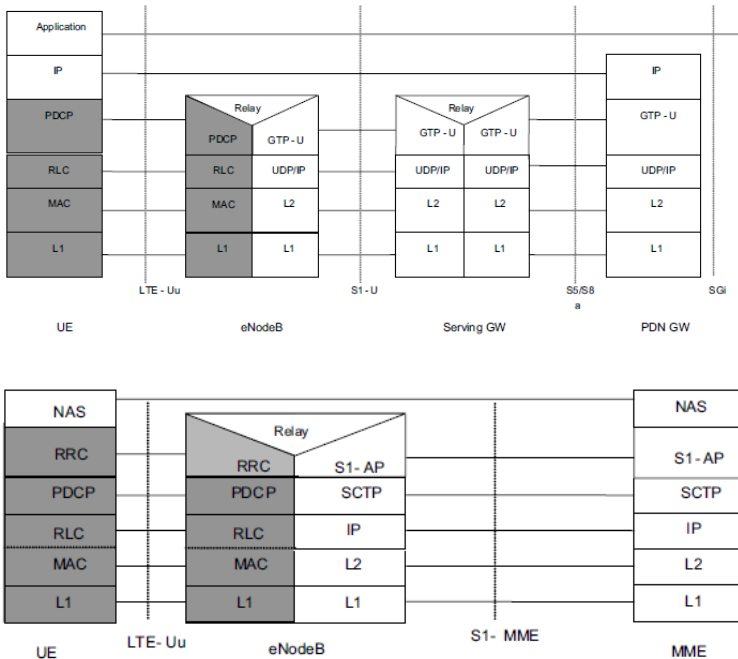 Application
IP
IP
PDCP
Relay
Relay
GTP - U
PDCP
GTP - U
GTP - U
GTP - U
RLC
RLC
UDP/IP
UDP/IP
UDP/IP
UDP/IP
MAC
MAC
L2
L2
L2
L2
L1
L1
L1
L1
L1
L1
LTE - Uu
S1 - U
S5/S8
a
SGi
UE
eNodeB
Serving GW
PDN GW
NAS
NAS
Relay
RRC
RRC
S1- AP
S1- AP
PDCP
PDCP
SCTP
SCTP
RLC
RLC
IP
IP
MAC
MAC
L2
L2
L1
L1
L1
L1
LTE- Uu
S1- MME
UE
eNodeB
MME